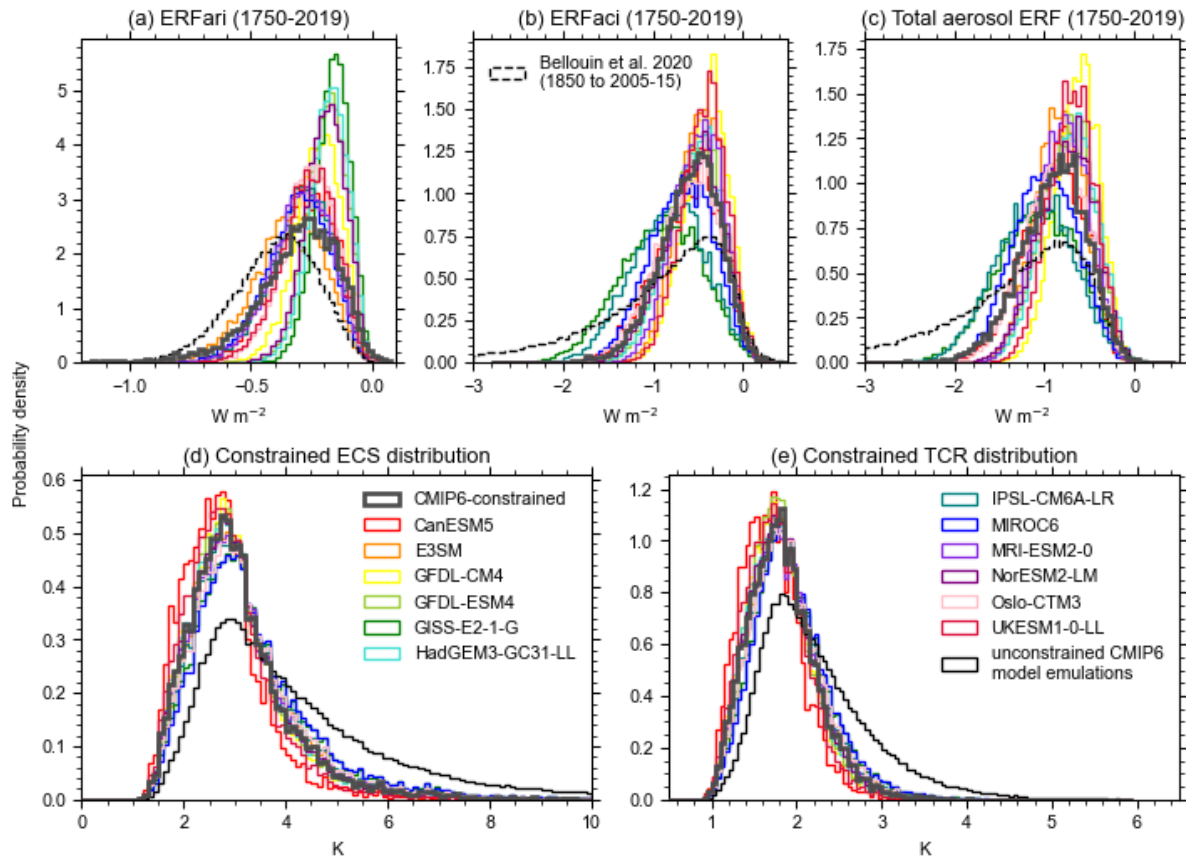 (a) ERFari (1750-2019)
(b) ERFaci (1750-2019)
(c) Total aerosol ERF (1750-2019)
5
4
3
2
1
0
−1.0
−0.5
0.0
W m−2
1.75
1.50
1.25
1.00
0.75
0.50
0.25
0.00
Bellouin et al. 2020
(1850 to 2005-15)
−3
−2
−1
0
W m−2
1.75
1.50
1.25
1.00
0.75
0.50
0.25
0.00
−3
−2
−1
0
W m−2
Probability density
(d) Constrained ECS distribution
0.6
0.5
0.4
0.3
0.2
0.1
0.0
CMIP6-constrained
CanESM5
E3SM
GFDL-CM4
GFDL-ESM4
GISS-E2-1-G
HadGEM3-GC31-LL
0
2
4
6
8
10
K
(e) Constrained TCR distribution
1.2
1.0
0.8
0.6
0.4
0.2
0.0
IPSL-CM6A-LR
MIROC6
MRI-ESM2-0
NorESM2-LM
Oslo-CTM3
UKESM1-0-LL
unconstrained CMIP6
model emulations
1
2
3
4
5
6
K